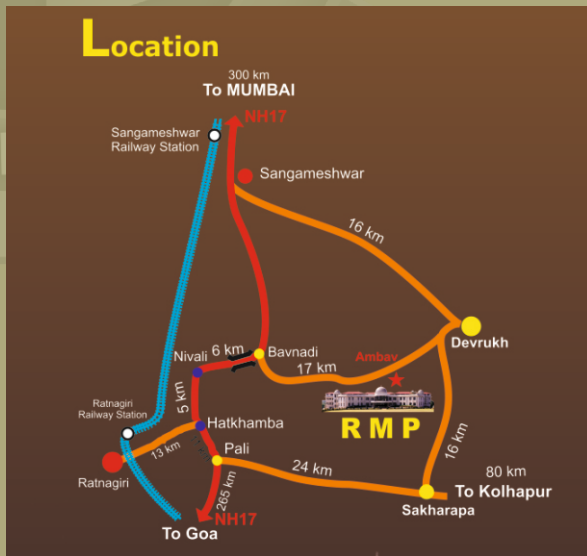 Location
300 km
To MUMBAI
NH17
Sangameshwar
Railway Station
Sangameshwar
16 km
Devrukh
6 km
Bavnadi
Nivali
17 km
Ambav
5 km
RMP
Ratnagiri
Railway Station
Hatkhamba
13 km
Pali
16 km
Ratnagiri
24 km
80 km
To Kolhapur
265 km
Sakharapa
NH17
To Goa